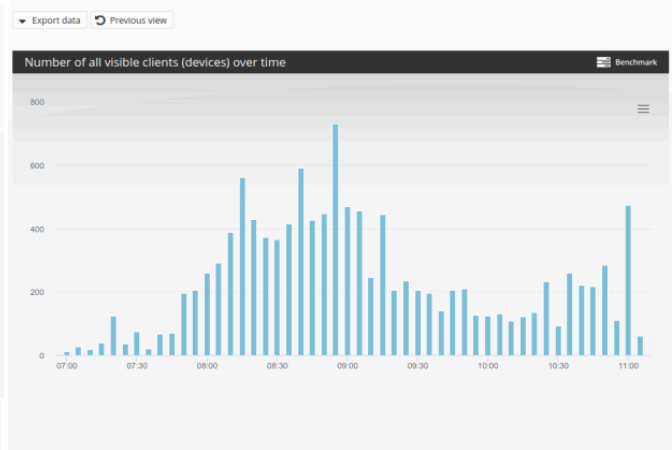 Export data Previous view
Number of all visible clients (devices) over time Benchmark
800
600
400
200
0
07:00 07:30 08:00 08:30 09:00 09:30 10:00 10:30 11:00